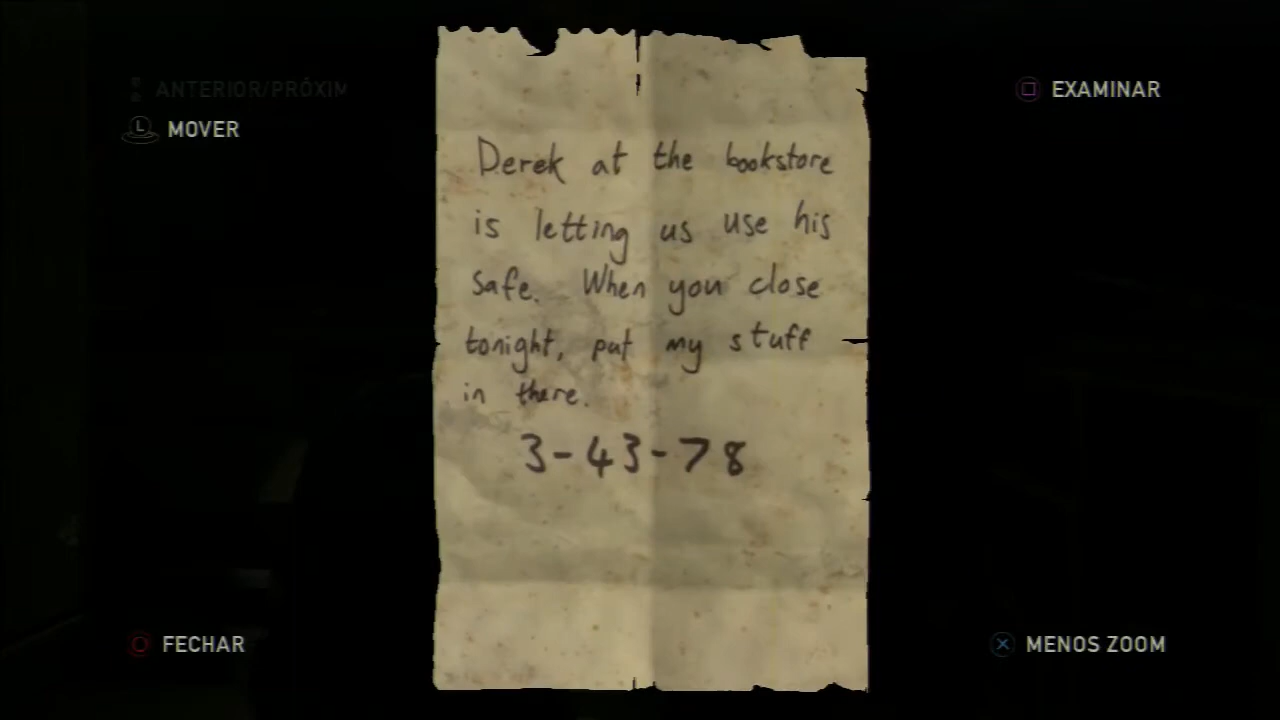 ANTERIOR/PRÓXIM
EXAMINAR
L MOVER
Derek at the bookstore
is letting us use his
safe. When you close
tonight, put my stuff
in there.
3-43-78
FECHAR
MENOS ZOOM